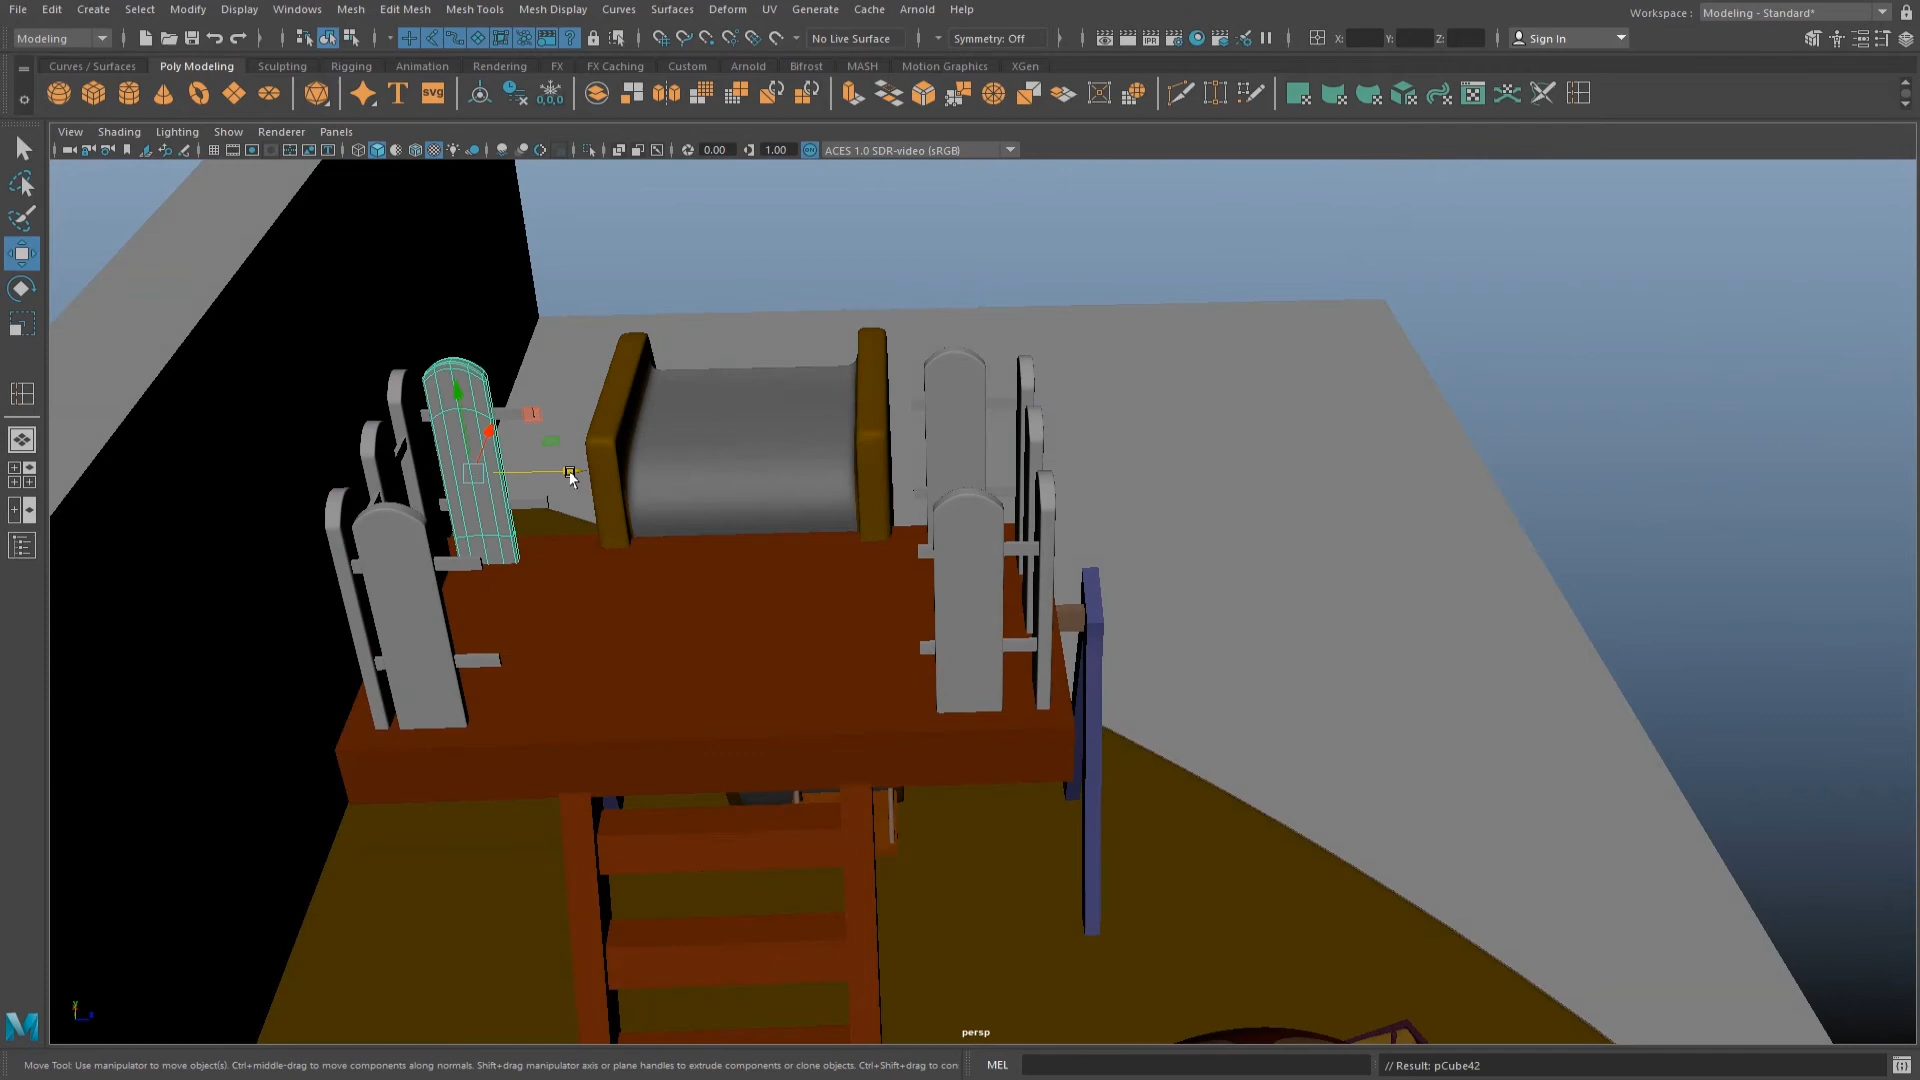 File Edit Create Select Modify Display Windows Mesh Edit Mesh Mesh Tools Mesh Display Curves Surfaces Deform UV Generate Cache Arnold Help
Workspace : Modeling - Standard*
Modeling
No Live Surface
Symmetry: Off
X:
Y:
Z:
Sign In
Curves / Surfaces Poly Modeling Sculpting Rigging Animation Rendering FX FX Caching Custom Arnold Bifrost MASH Motion Graphics XGen
View Shading Lighting Show Renderer Panels
0.00
1.00
ACES 1.0 SDR-video (sRGB)
persp
Move Tool: Use manipulator to move object(s). Ctrl+middle-drag to move components along normals. Shift+drag manipulator axis or plane handles to extrude components or clone objects. Ctrl+Shift+drag to con
MEL
// Result: pCube42